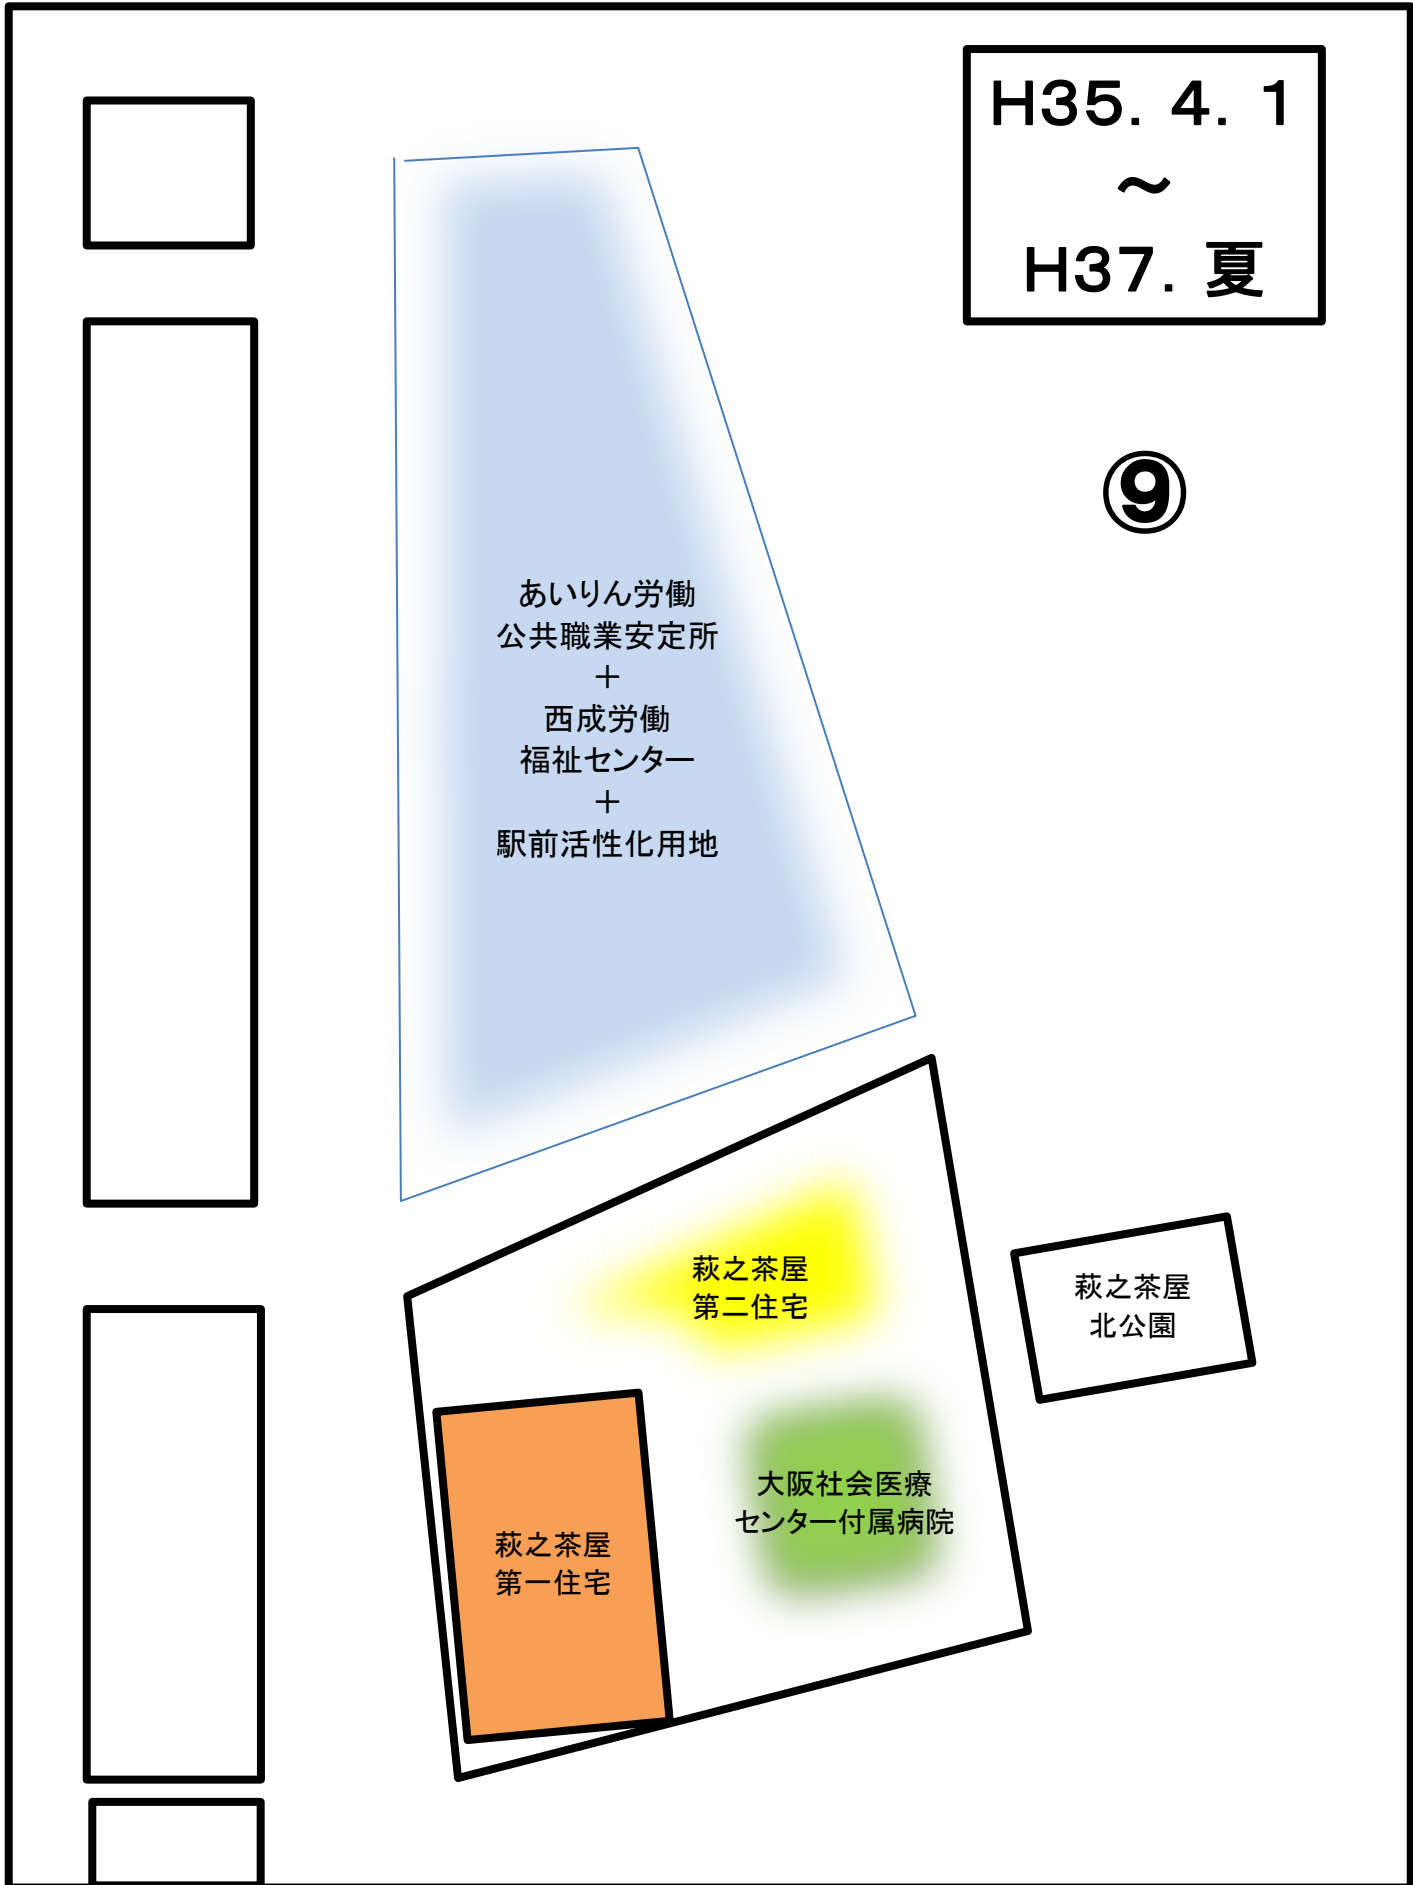 H35. 4. 1
～
H37. 夏
⑨
あいりん労働
公共職業安定所
＋
西成労働
福祉センター
＋
駅前活性化用地
萩之茶屋
第二住宅
萩之茶屋
北公園
大阪社会医療
センター付属病院
萩之茶屋
第一住宅